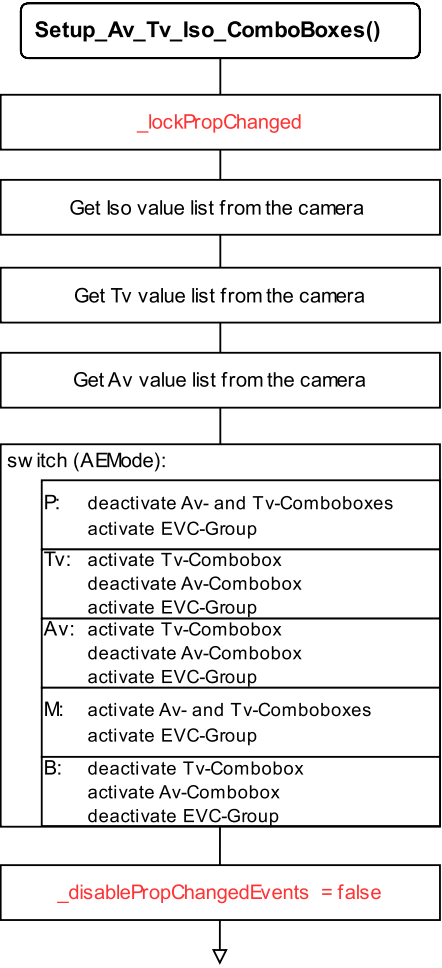 Setup_Av_Tv_Iso_ComboBoxes()
_lockPropChanged
Get Iso value list from the camera
Get Tv value list from the camera
Get Av value list from the camera
switch (AEMode):
P: deactivate Av- and Tv-Comboboxes
activate EVC-Group
Tv: activate Tv-Combobox
deactivate Av-Combobox
activate EVC-Group
Av: activate Tv-Combobox
deactivate Av-Combobox
activate EVC-Group
M: activate Av- and Tv-Comboboxes
activate EVC-Group
B: deactivate Tv-Combobox
activate Av-Combobox
deactivate EVC-Group
_disablePropChangedEvents = false